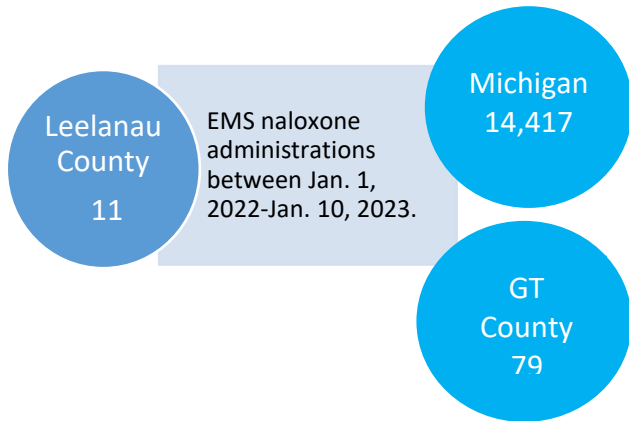 Leelanau
County
11
EMS naloxone
administrations
between Jan. 1,
2022-Jan. 10, 2023.
Michigan
14,417
GT
County
79